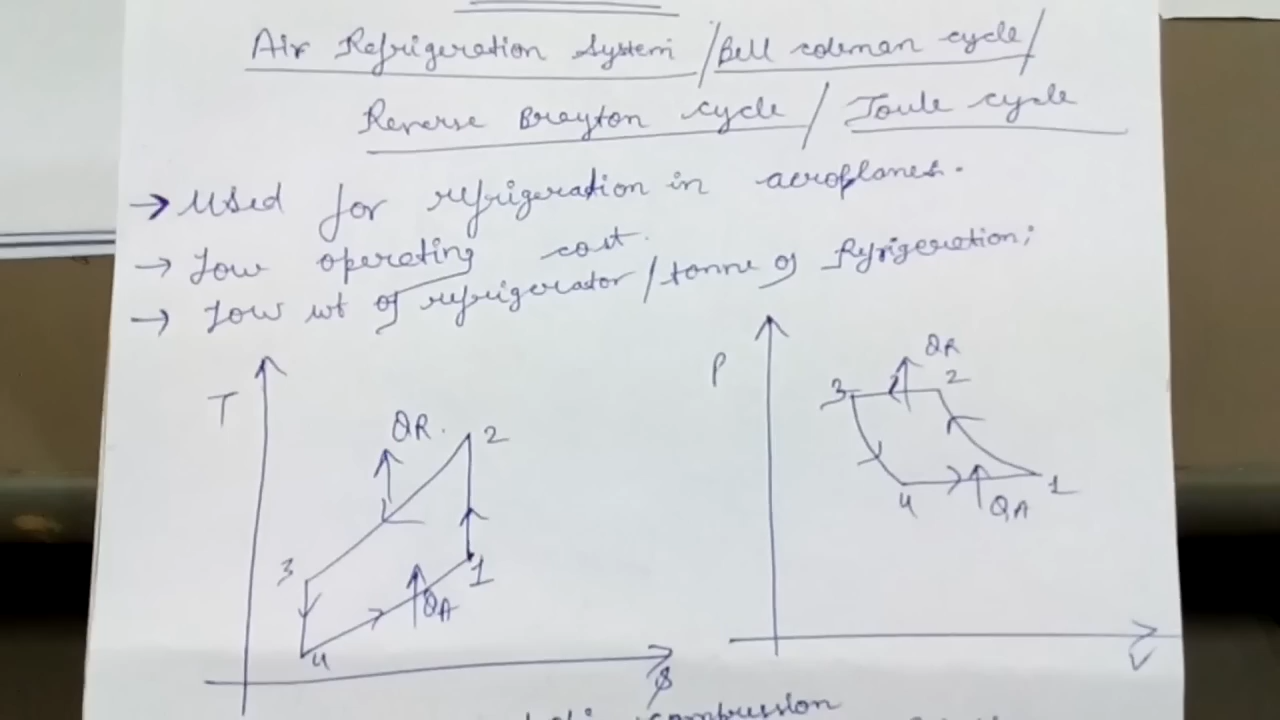 Air Refrigeration System / Bell coleman cycle /
Reverse Brayton cycle / Joule cycle
→ Used for refrigeration in aeroplanes.
→ Low operating cost.
→ Low wt of refrigerator / tonne of Refrigeration;
T
QR.
2
3
1
QA
4
S
P
QR
3
2
4
QA
1
V
compression